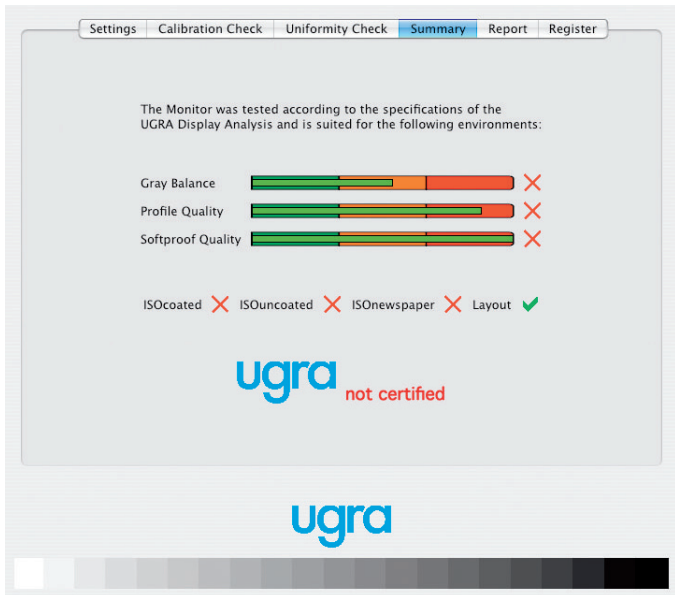 Settings Calibration Check Uniformity Check Summary Report Register
The Monitor was tested according to the specifications of the
UGRA Display Analysis and is suited for the following environments:
Gray Balance
Profile Quality
Softproof Quality
ISOcoated ISOuncoated ISOnewspaper Layout
ugra not certified
ugra